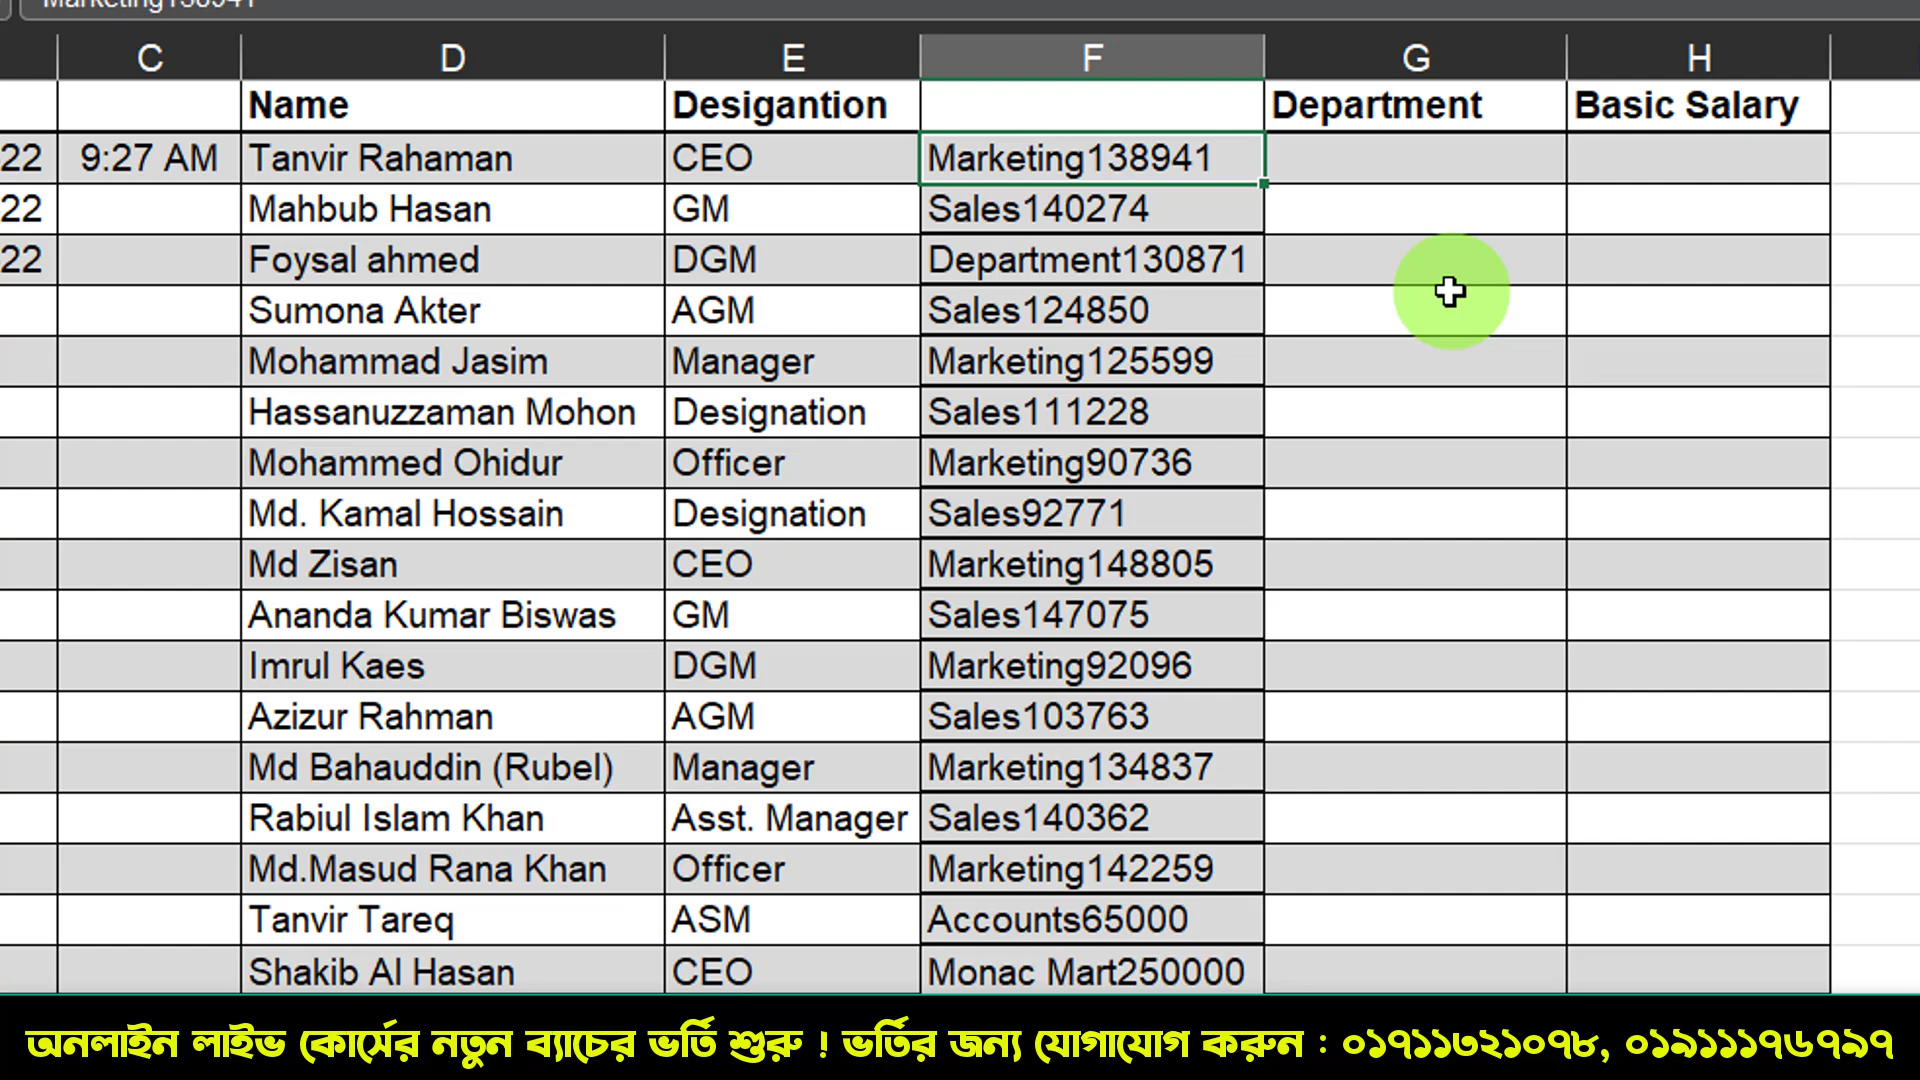 Marketing138941
C D E F G H
Name Desigantion Department Basic Salary
22 9:27 AM Tanvir Rahaman CEO Marketing138941
22 Mahbub Hasan GM Sales140274
22 Foysal ahmed DGM Department130871
Sumona Akter AGM Sales124850
Mohammad Jasim Manager Marketing125599
Hassanuzzaman Mohon Designation Sales111228
Mohammed Ohidur Officer Marketing90736
Md. Kamal Hossain Designation Sales92771
Md Zisan CEO Marketing148805
Ananda Kumar Biswas GM Sales147075
Imrul Kaes DGM Marketing92096
Azizur Rahman AGM Sales103763
Md Bahauddin (Rubel) Manager Marketing134837
Rabiul Islam Khan Asst. Manager Sales140362
Md.Masud Rana Khan Officer Marketing142259
Tanvir Tareq ASM Accounts65000
Shakib Al Hasan CEO Monac Mart250000
অনলাইন লাইভ কোর্সের নতুন ব্যাচের ভর্তি শুরু ! ভর্তির জন্য যোগাযোগ করুন : ০১৭১১৩২১০৭৮, ০১৯১১১৭৬৭৯৭